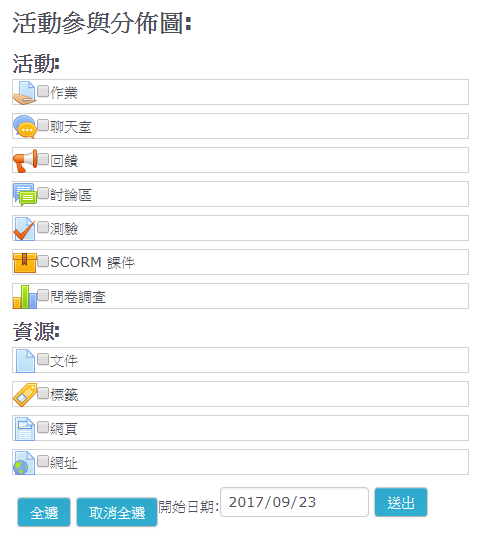 活動參與分佈圖:
活動:
作業
聊天室
回饋
討論區
測驗
SCORM 課件
問卷調查
資源:
文件
標籤
網頁
網址
全選 取消全選 開始日期: 2017/09/23 送出